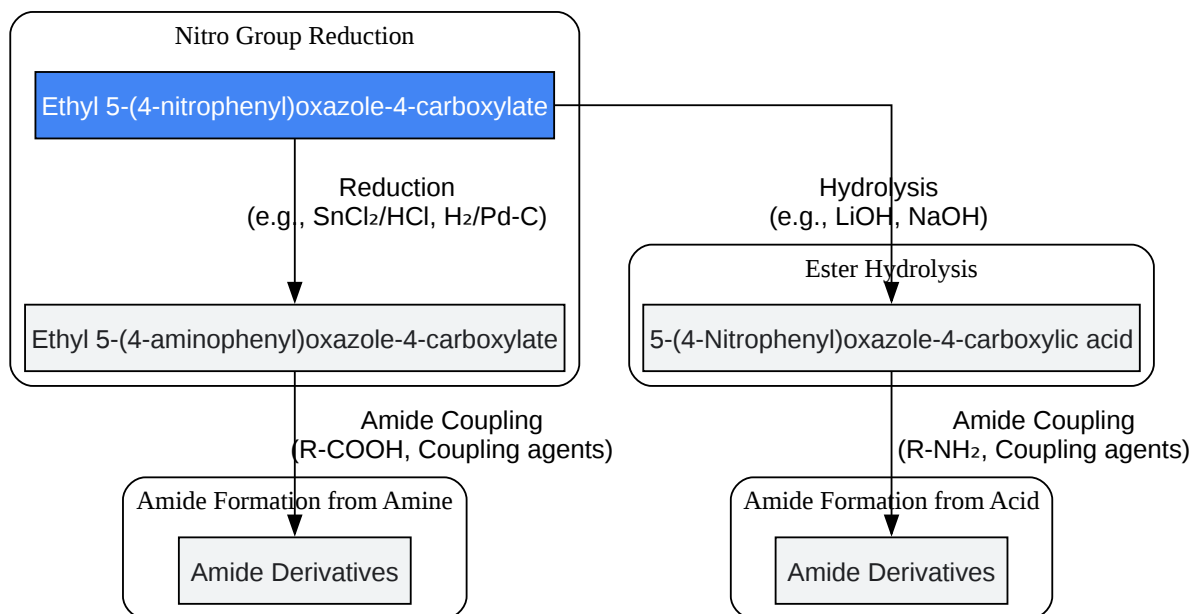 Nitro Group Reduction
Ethyl 5-(4-nitrophenyl)oxazole-4-carboxylate
Reduction
(e.g., SnCl₂/HCl, H₂/Pd-C)
Hydrolysis
(e.g., LiOH, NaOH)
Ester Hydrolysis
Ethyl 5-(4-aminophenyl)oxazole-4-carboxylate
5-(4-Nitrophenyl)oxazole-4-carboxylic acid
Amide Coupling
(R-COOH, Coupling agents)
Amide Coupling
(R-NH₂, Coupling agents)
Amide Formation from Amine
Amide Derivatives
Amide Formation from Acid
Amide Derivatives